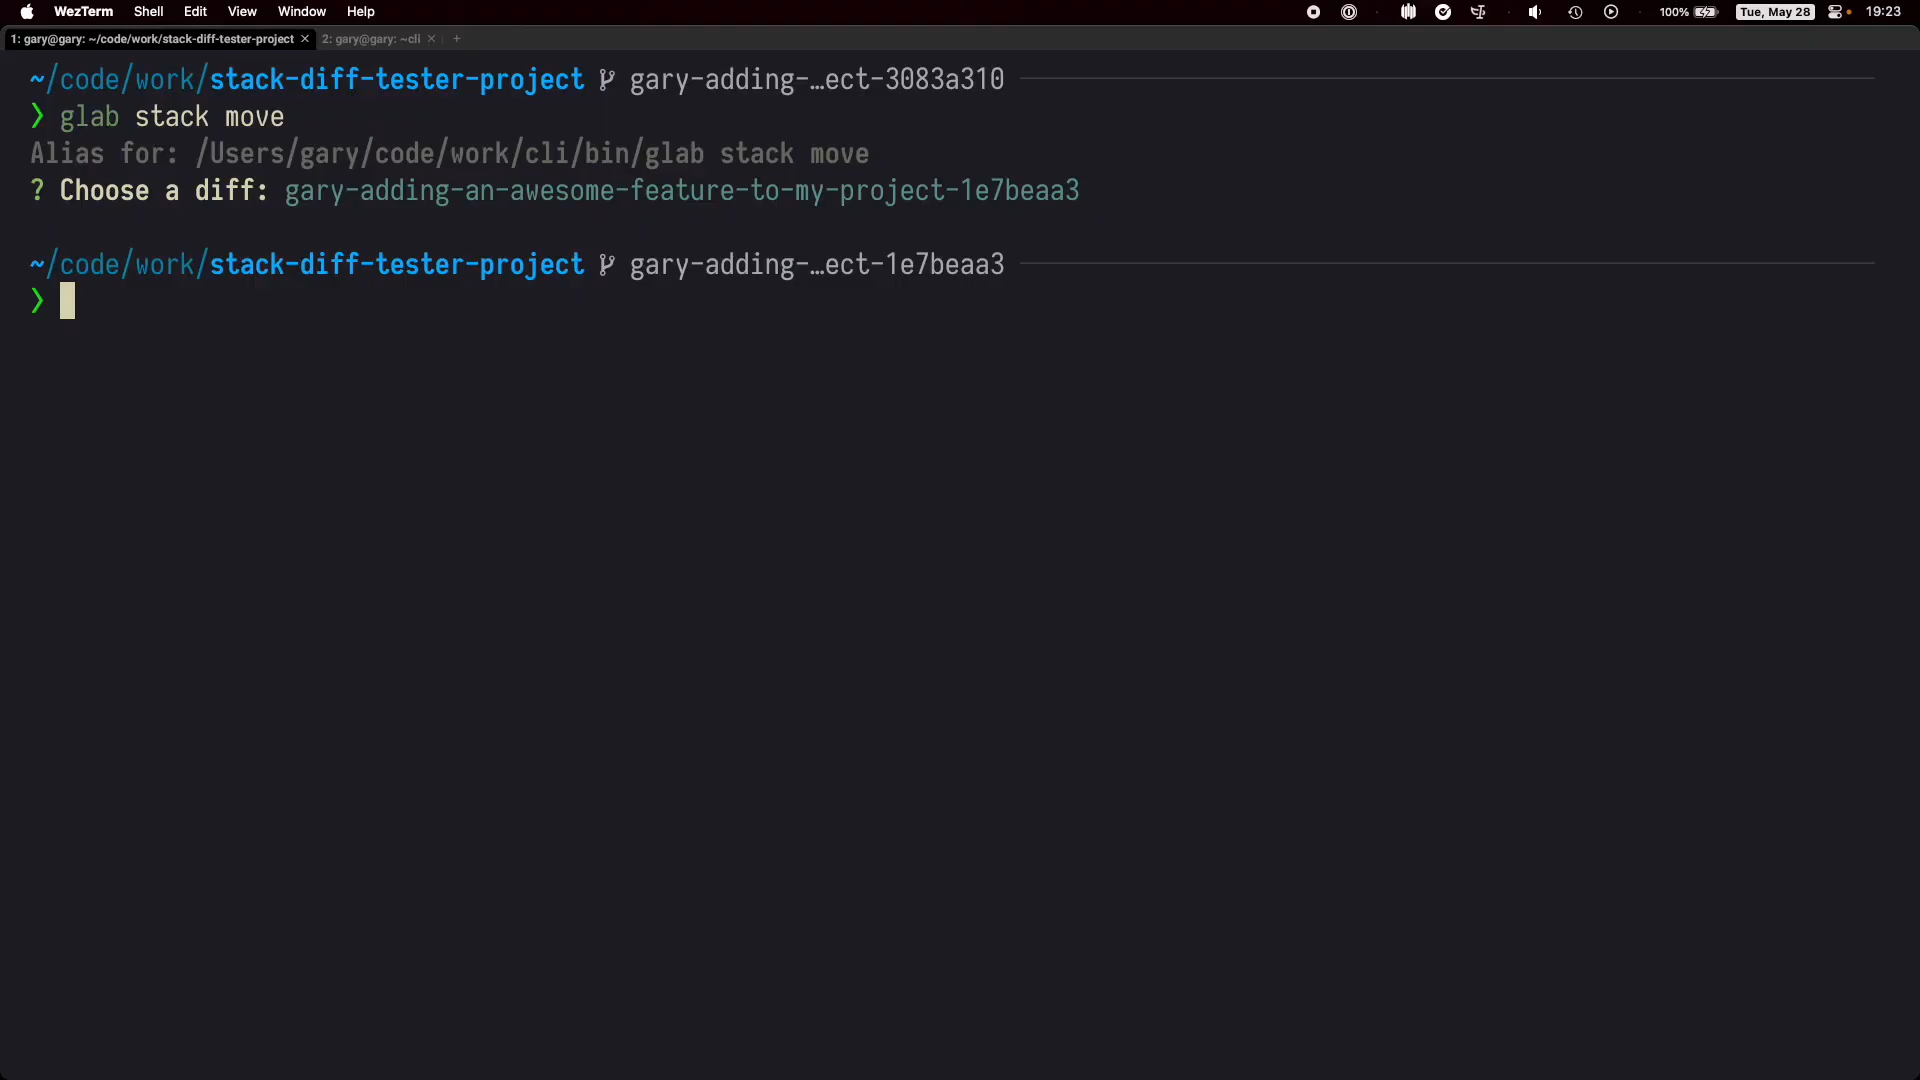 WezTerm Shell Edit View Window Help 100% Tue, May 28 19:23
1: gary@gary: ~/code/work/stack-diff-tester-project × 2: gary@gary: ~cli × +
~/code/work/stack-diff-tester-project gary-adding-…ect-3083a310
❯ glab stack move
Alias for: /Users/gary/code/work/cli/bin/glab stack move
? Choose a diff: gary-adding-an-awesome-feature-to-my-project-1e7beaa3
~/code/work/stack-diff-tester-project gary-adding-…ect-1e7beaa3
❯